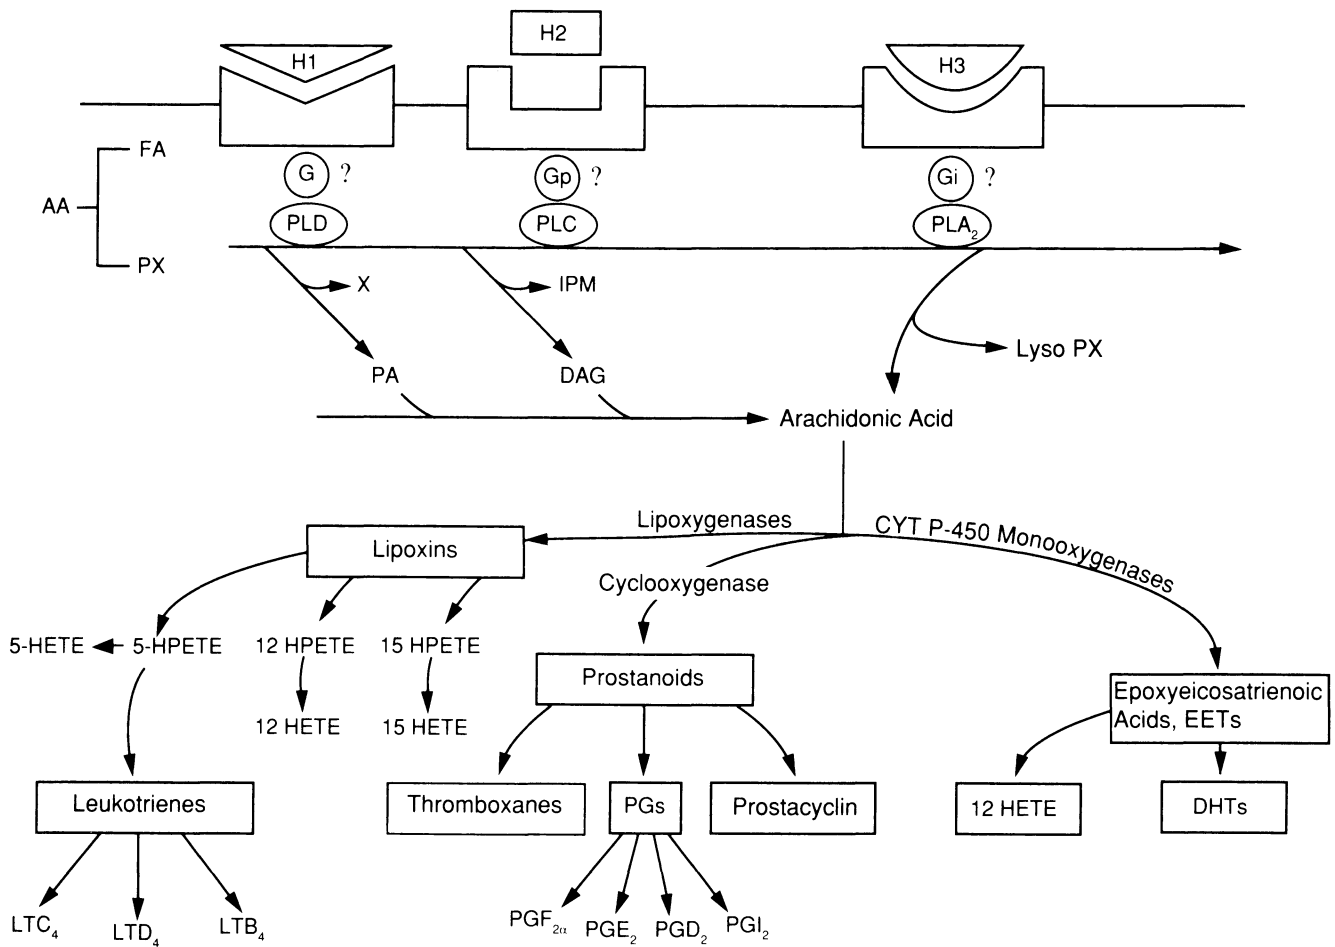 H2
H1
H3
FA
G ?
Gp ?
Gi ?
AA
PLD
PLC
PLA₂
PX
X
IPM
Lyso PX
PA
DAG
Arachidonic Acid
Lipoxygenases
CYT P-450 Monooxygenases
Lipoxins
Cyclooxygenase
5-HETE
5-HPETE
12 HPETE
15 HPETE
Prostanoids
Epoxyeicosatrienoic
Acids, EETs
12 HETE
15 HETE
Leukotrienes
Thromboxanes
PGs
Prostacyclin
12 HETE
DHTs
LTC₄
LTD₄
LTB₄
PGF₂α
PGE₂
PGD₂
PGI₂